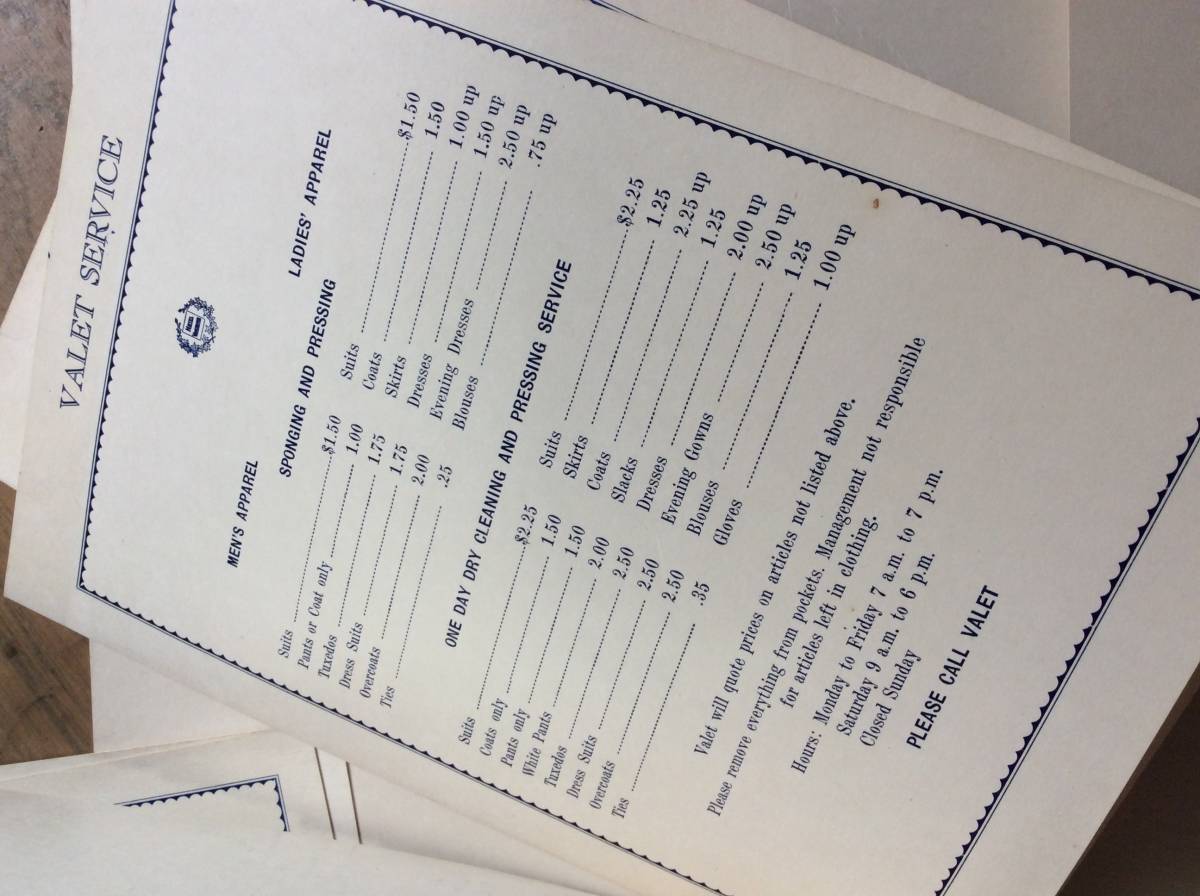 VALET SERVICE
MEN'S APPAREL LADIES' APPAREL
SPONGING AND PRESSING
Suits $1.50 Suits $1.50
Pants or Coat only 1.00 Coats 1.50
Tuxedos 1.75 Skirts 1.00 up
Dress Suits 1.75 Dresses 1.50 up
Overcoats 2.00 Evening Dresses 2.50 up
Ties .25 Blouses .75 up
ONE DAY DRY CLEANING AND PRESSING SERVICE
Suits $2.25 Suits $2.25
Coats only 1.50 Skirts 1.25
Pants only 1.50 Coats 2.25 up
White Pants 2.00 Slacks 1.25
Tuxedos 2.50 Dresses 2.00 up
Dress Suits 2.50 Evening Gowns 2.50 up
Overcoats 2.50 Blouses 1.25
Ties .35 Gloves 1.00 up
Valet will quote prices on articles not listed above.
Please remove everything from pockets. Management not responsible
for articles left in clothing.
Hours: Monday to Friday 7 a.m. to 7 p.m.
Saturday 9 a.m. to 6 p.m.
Closed Sunday
PLEASE CALL VALET